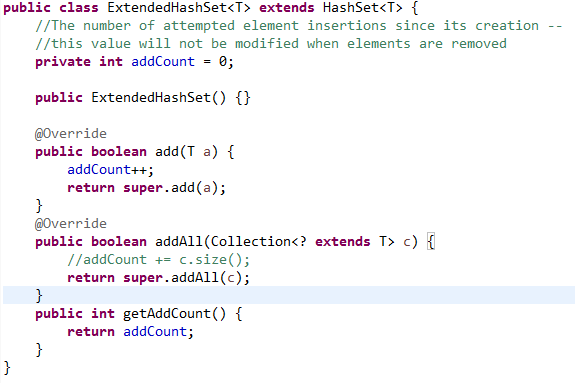 public class ExtendedHashSet<T> extends HashSet<T> {
    //The number of attempted element insertions since its creation --
    //this value will not be modified when elements are removed
    private int addCount = 0;

    public ExtendedHashSet() {}

    @Override
    public boolean add(T a) {
        addCount++;
        return super.add(a);
    }
    @Override
    public boolean addAll(Collection<? extends T> c) {
        //addCount += c.size();
        return super.addAll(c);
    }
    public int getAddCount() {
        return addCount;
    }
}